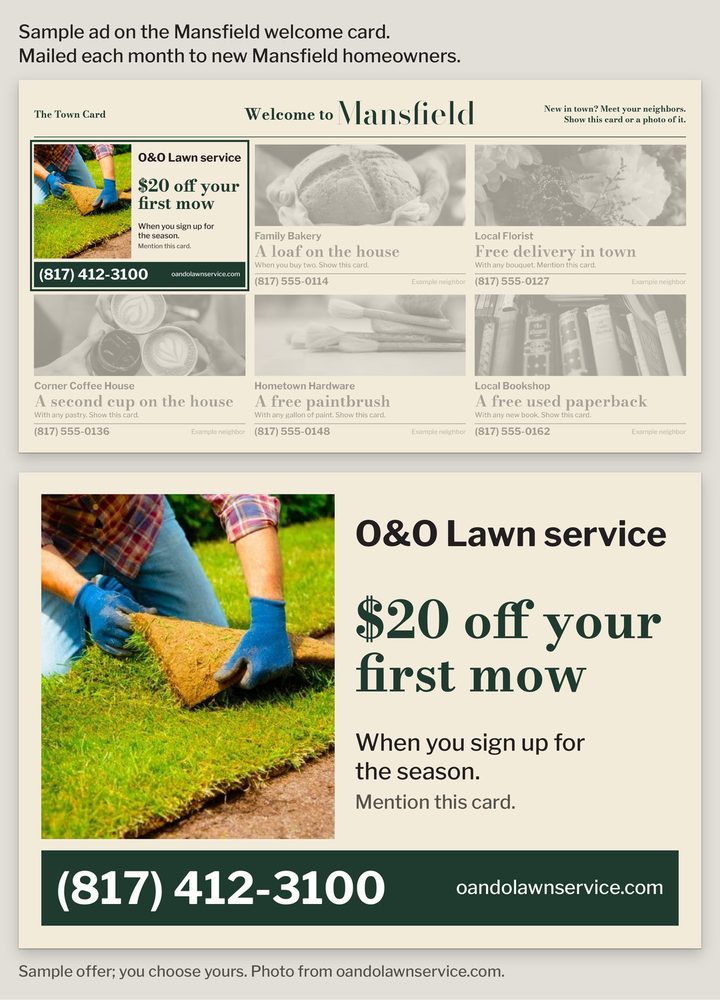 Sample ad on the Mansfield welcome card.
Mailed each month to new Mansfield homeowners.
The Town Card
Welcome to Mansfield
New in town? Meet your neighbors.
Show this card or a photo of it.
O&O Lawn service
$20 off your
first mow
When you sign up for
the season.
Mention this card.
(817) 412-3100
oandolawnservice.com
Family Bakery
A loaf on the house
When you buy two. Show this card.
(817) 555-0114
Example neighbor
Local Florist
Free delivery in town
With any bouquet. Mention this card.
(817) 555-0127
Example neighbor
Corner Coffee House
A second cup on the house
With any pastry. Show this card.
(817) 555-0136
Example neighbor
Hometown Hardware
A free paintbrush
With any gallon of paint. Show this card.
(817) 555-0148
Example neighbor
Local Bookshop
A free used paperback
With any new book. Show this card.
(817) 555-0162
Example neighbor
O&O Lawn service
$20 off your
first mow
When you sign up for
the season.
Mention this card.
(817) 412-3100
oandolawnservice.com
Sample offer; you choose yours. Photo from oandolawnservice.com.